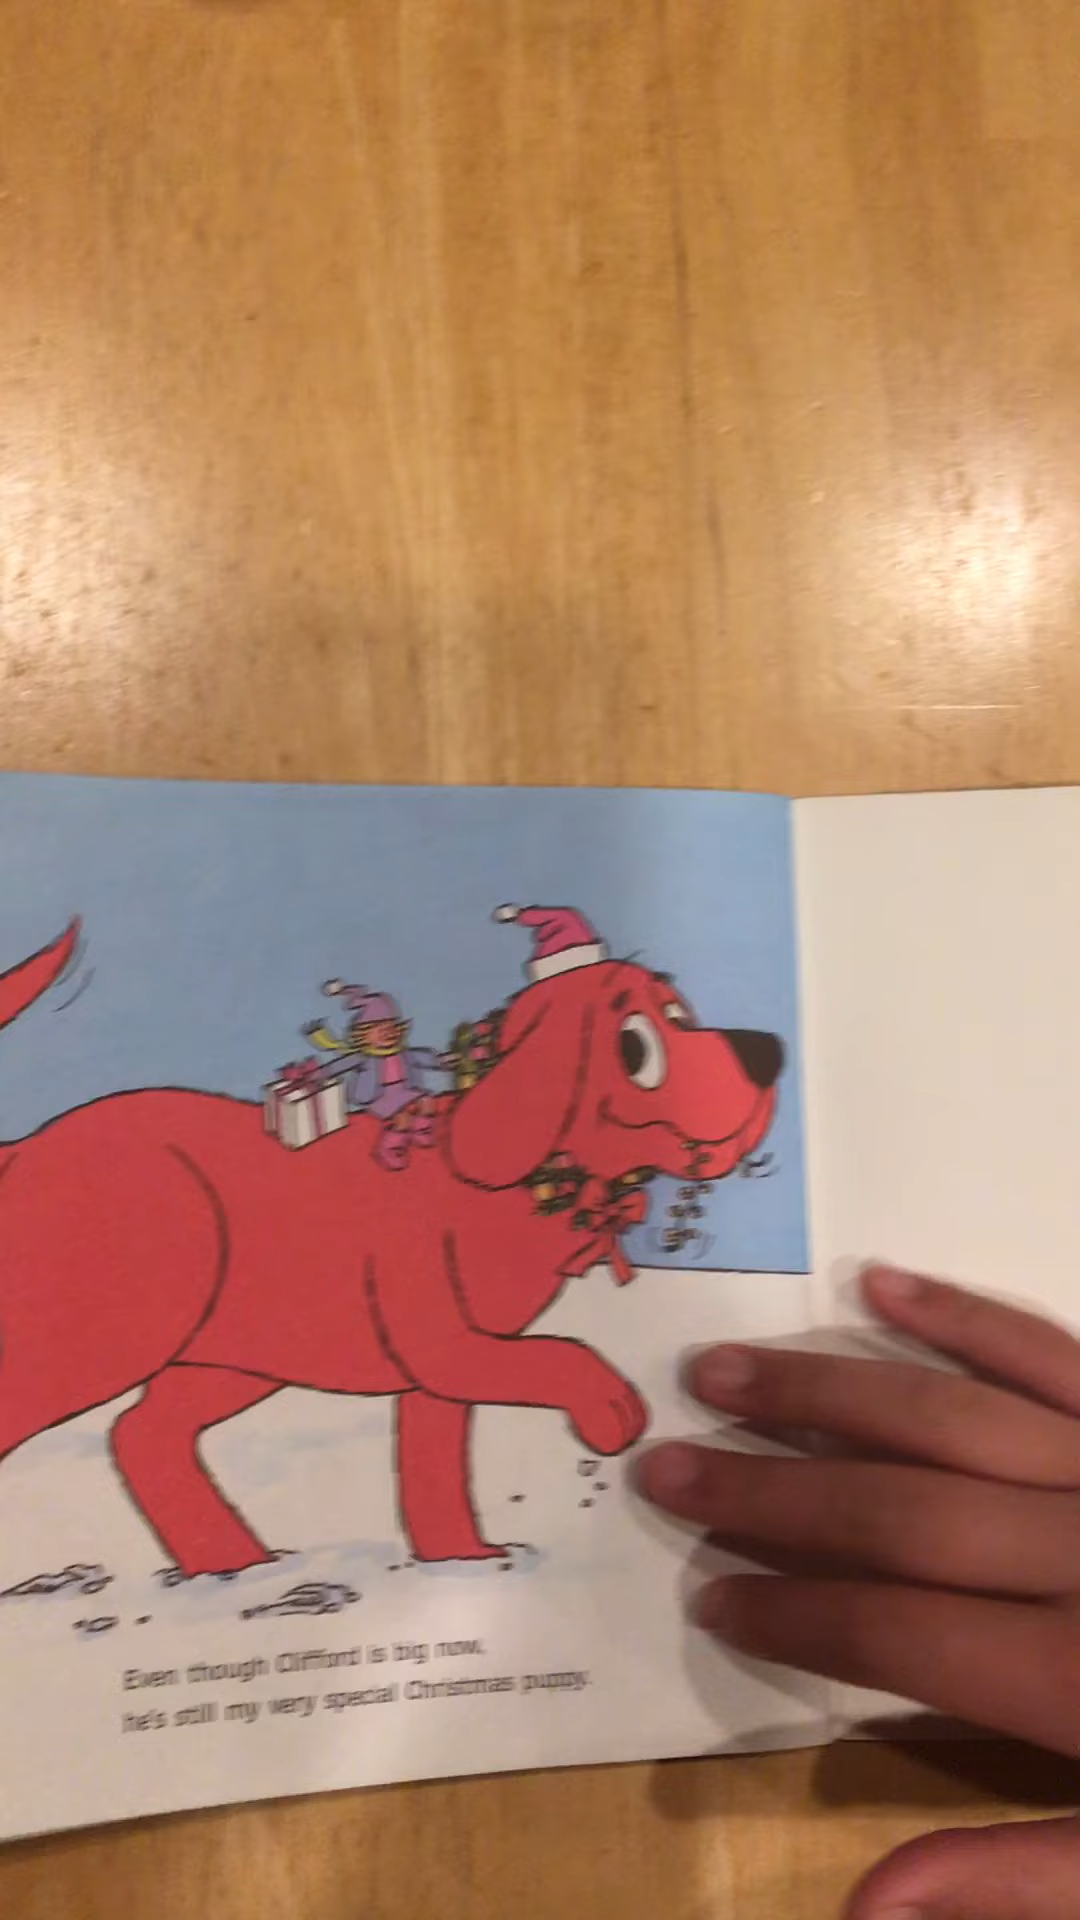 Even though Clifford is big now,
he's still my very special Christmas puppy.